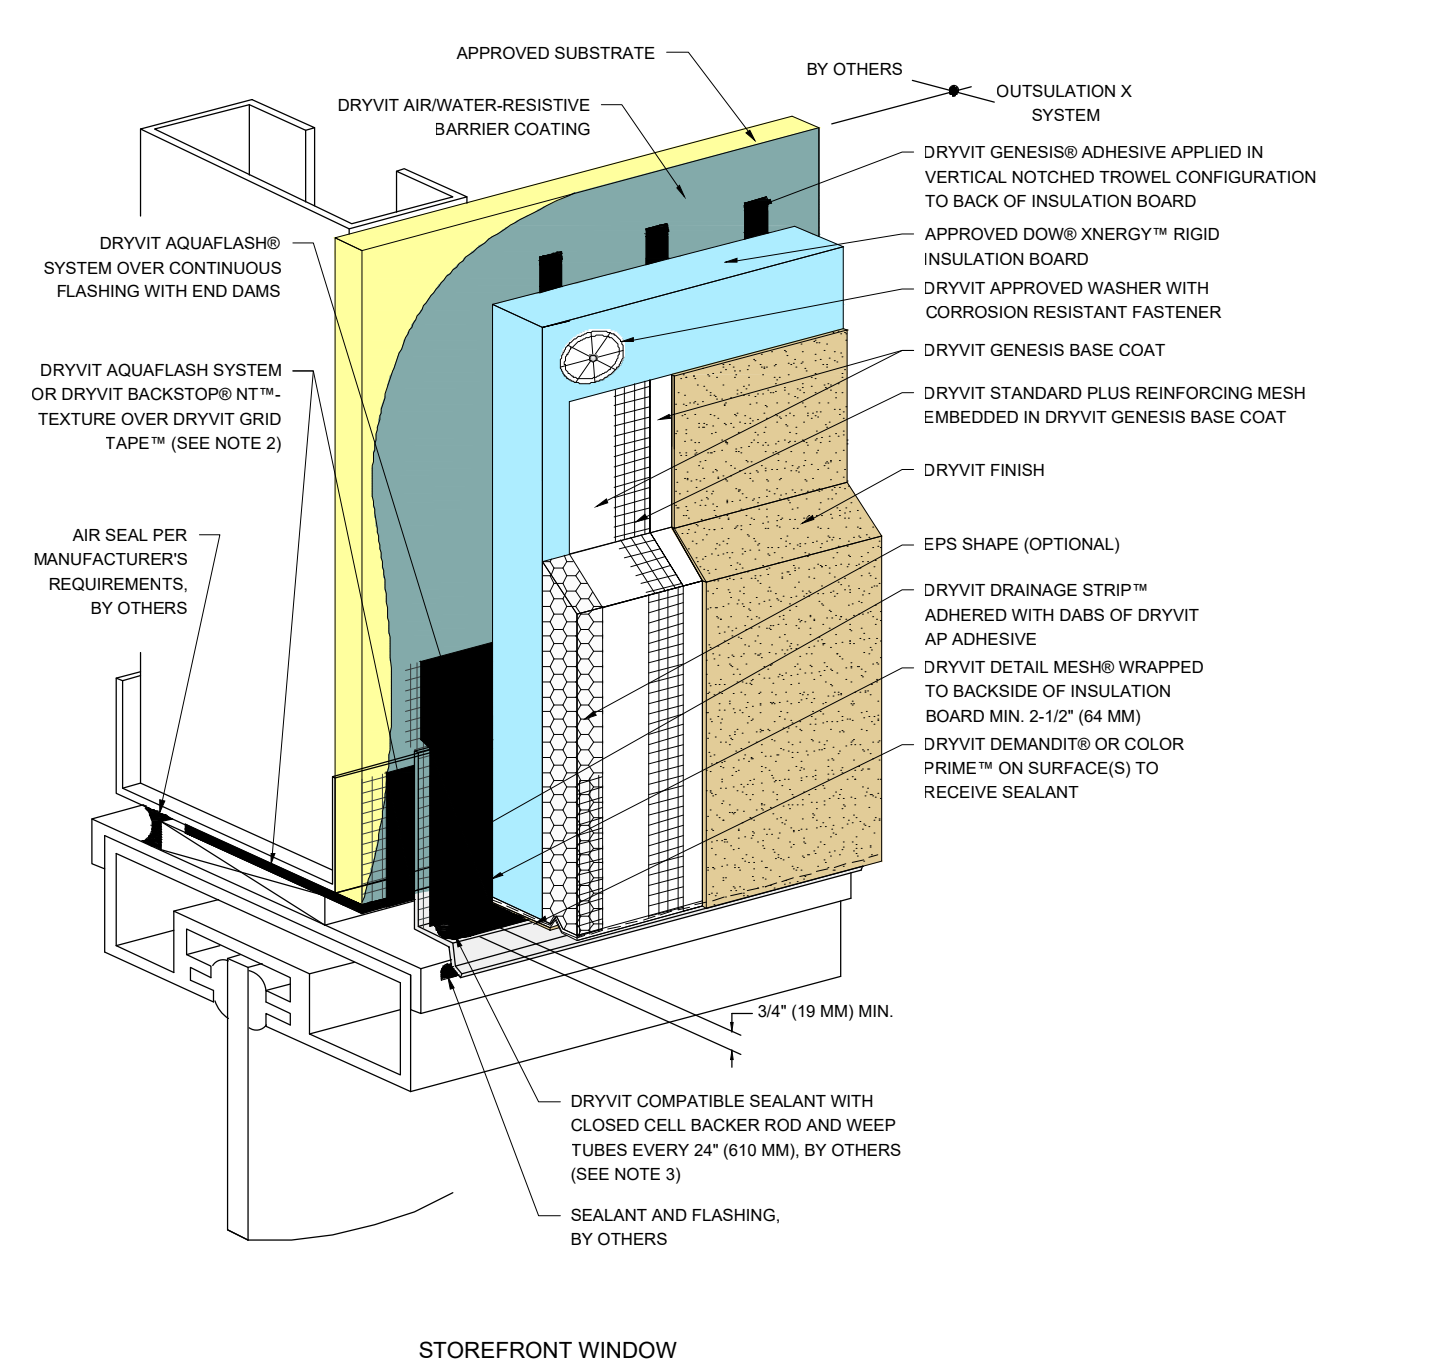 APPROVED SUBSTRATE
DRYVIT AIR/WATER-RESISTIVE
BARRIER COATING
BY OTHERS
OUTSULATION X
SYSTEM
DRYVIT GENESIS® ADHESIVE APPLIED IN
VERTICAL NOTCHED TROWEL CONFIGURATION
TO BACK OF INSULATION BOARD
APPROVED DOW® XNERGY™ RIGID
INSULATION BOARD
DRYVIT APPROVED WASHER WITH
CORROSION RESISTANT FASTENER
DRYVIT GENESIS BASE COAT
DRYVIT STANDARD PLUS REINFORCING MESH
EMBEDDED IN DRYVIT GENESIS BASE COAT
DRYVIT FINISH
EPS SHAPE (OPTIONAL)
DRYVIT DRAINAGE STRIP™
ADHERED WITH DABS OF DRYVIT
AP ADHESIVE
DRYVIT DETAIL MESH® WRAPPED
TO BACKSIDE OF INSULATION
BOARD MIN. 2-1/2" (64 MM)
DRYVIT DEMANDIT® OR COLOR
PRIME™ ON SURFACE(S) TO
RECEIVE SEALANT
DRYVIT AQUAFLASH®
SYSTEM OVER CONTINUOUS
FLASHING WITH END DAMS
DRYVIT AQUAFLASH SYSTEM
OR DRYVIT BACKSTOP® NT™-
TEXTURE OVER DRYVIT GRID
TAPE™ (SEE NOTE 2)
AIR SEAL PER
MANUFACTURER'S
REQUIREMENTS,
BY OTHERS
3/4" (19 MM) MIN.
DRYVIT COMPATIBLE SEALANT WITH
CLOSED CELL BACKER ROD AND WEEP
TUBES EVERY 24" (610 MM), BY OTHERS
(SEE NOTE 3)
SEALANT AND FLASHING,
BY OTHERS
STOREFRONT WINDOW